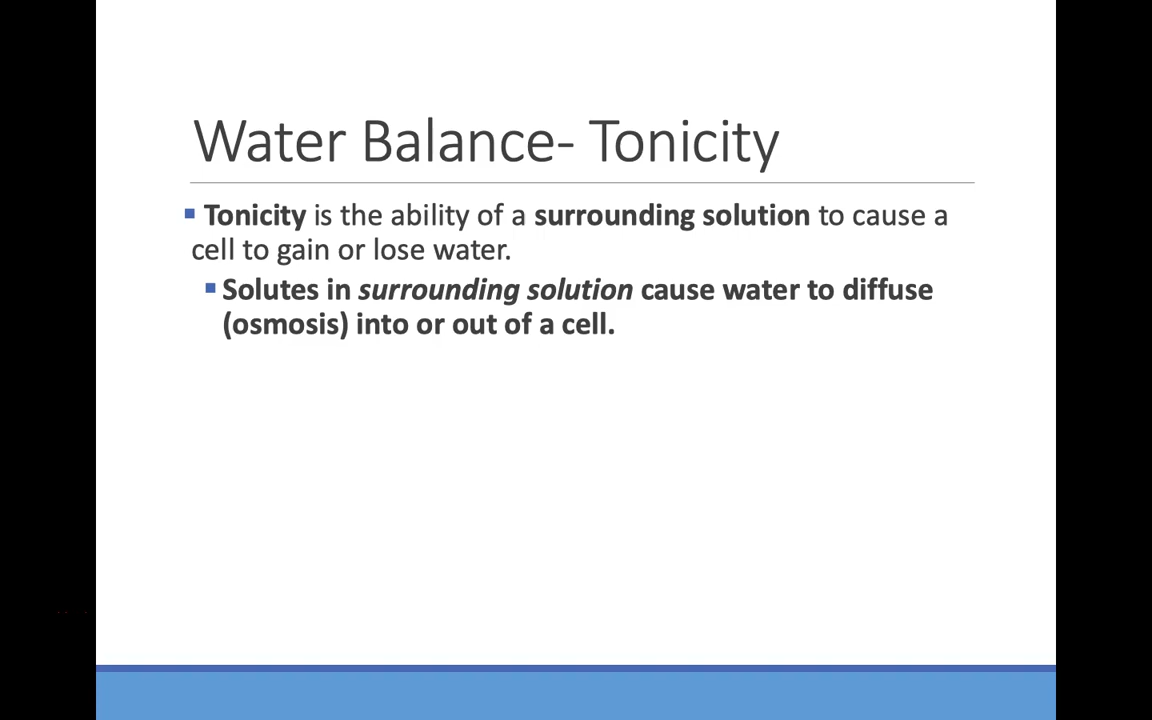 Water Balance- Tonicity
▪ Tonicity is the ability of a surrounding solution to cause a
cell to gain or lose water.
▪ Solutes in surrounding solution cause water to diffuse
(osmosis) into or out of a cell.